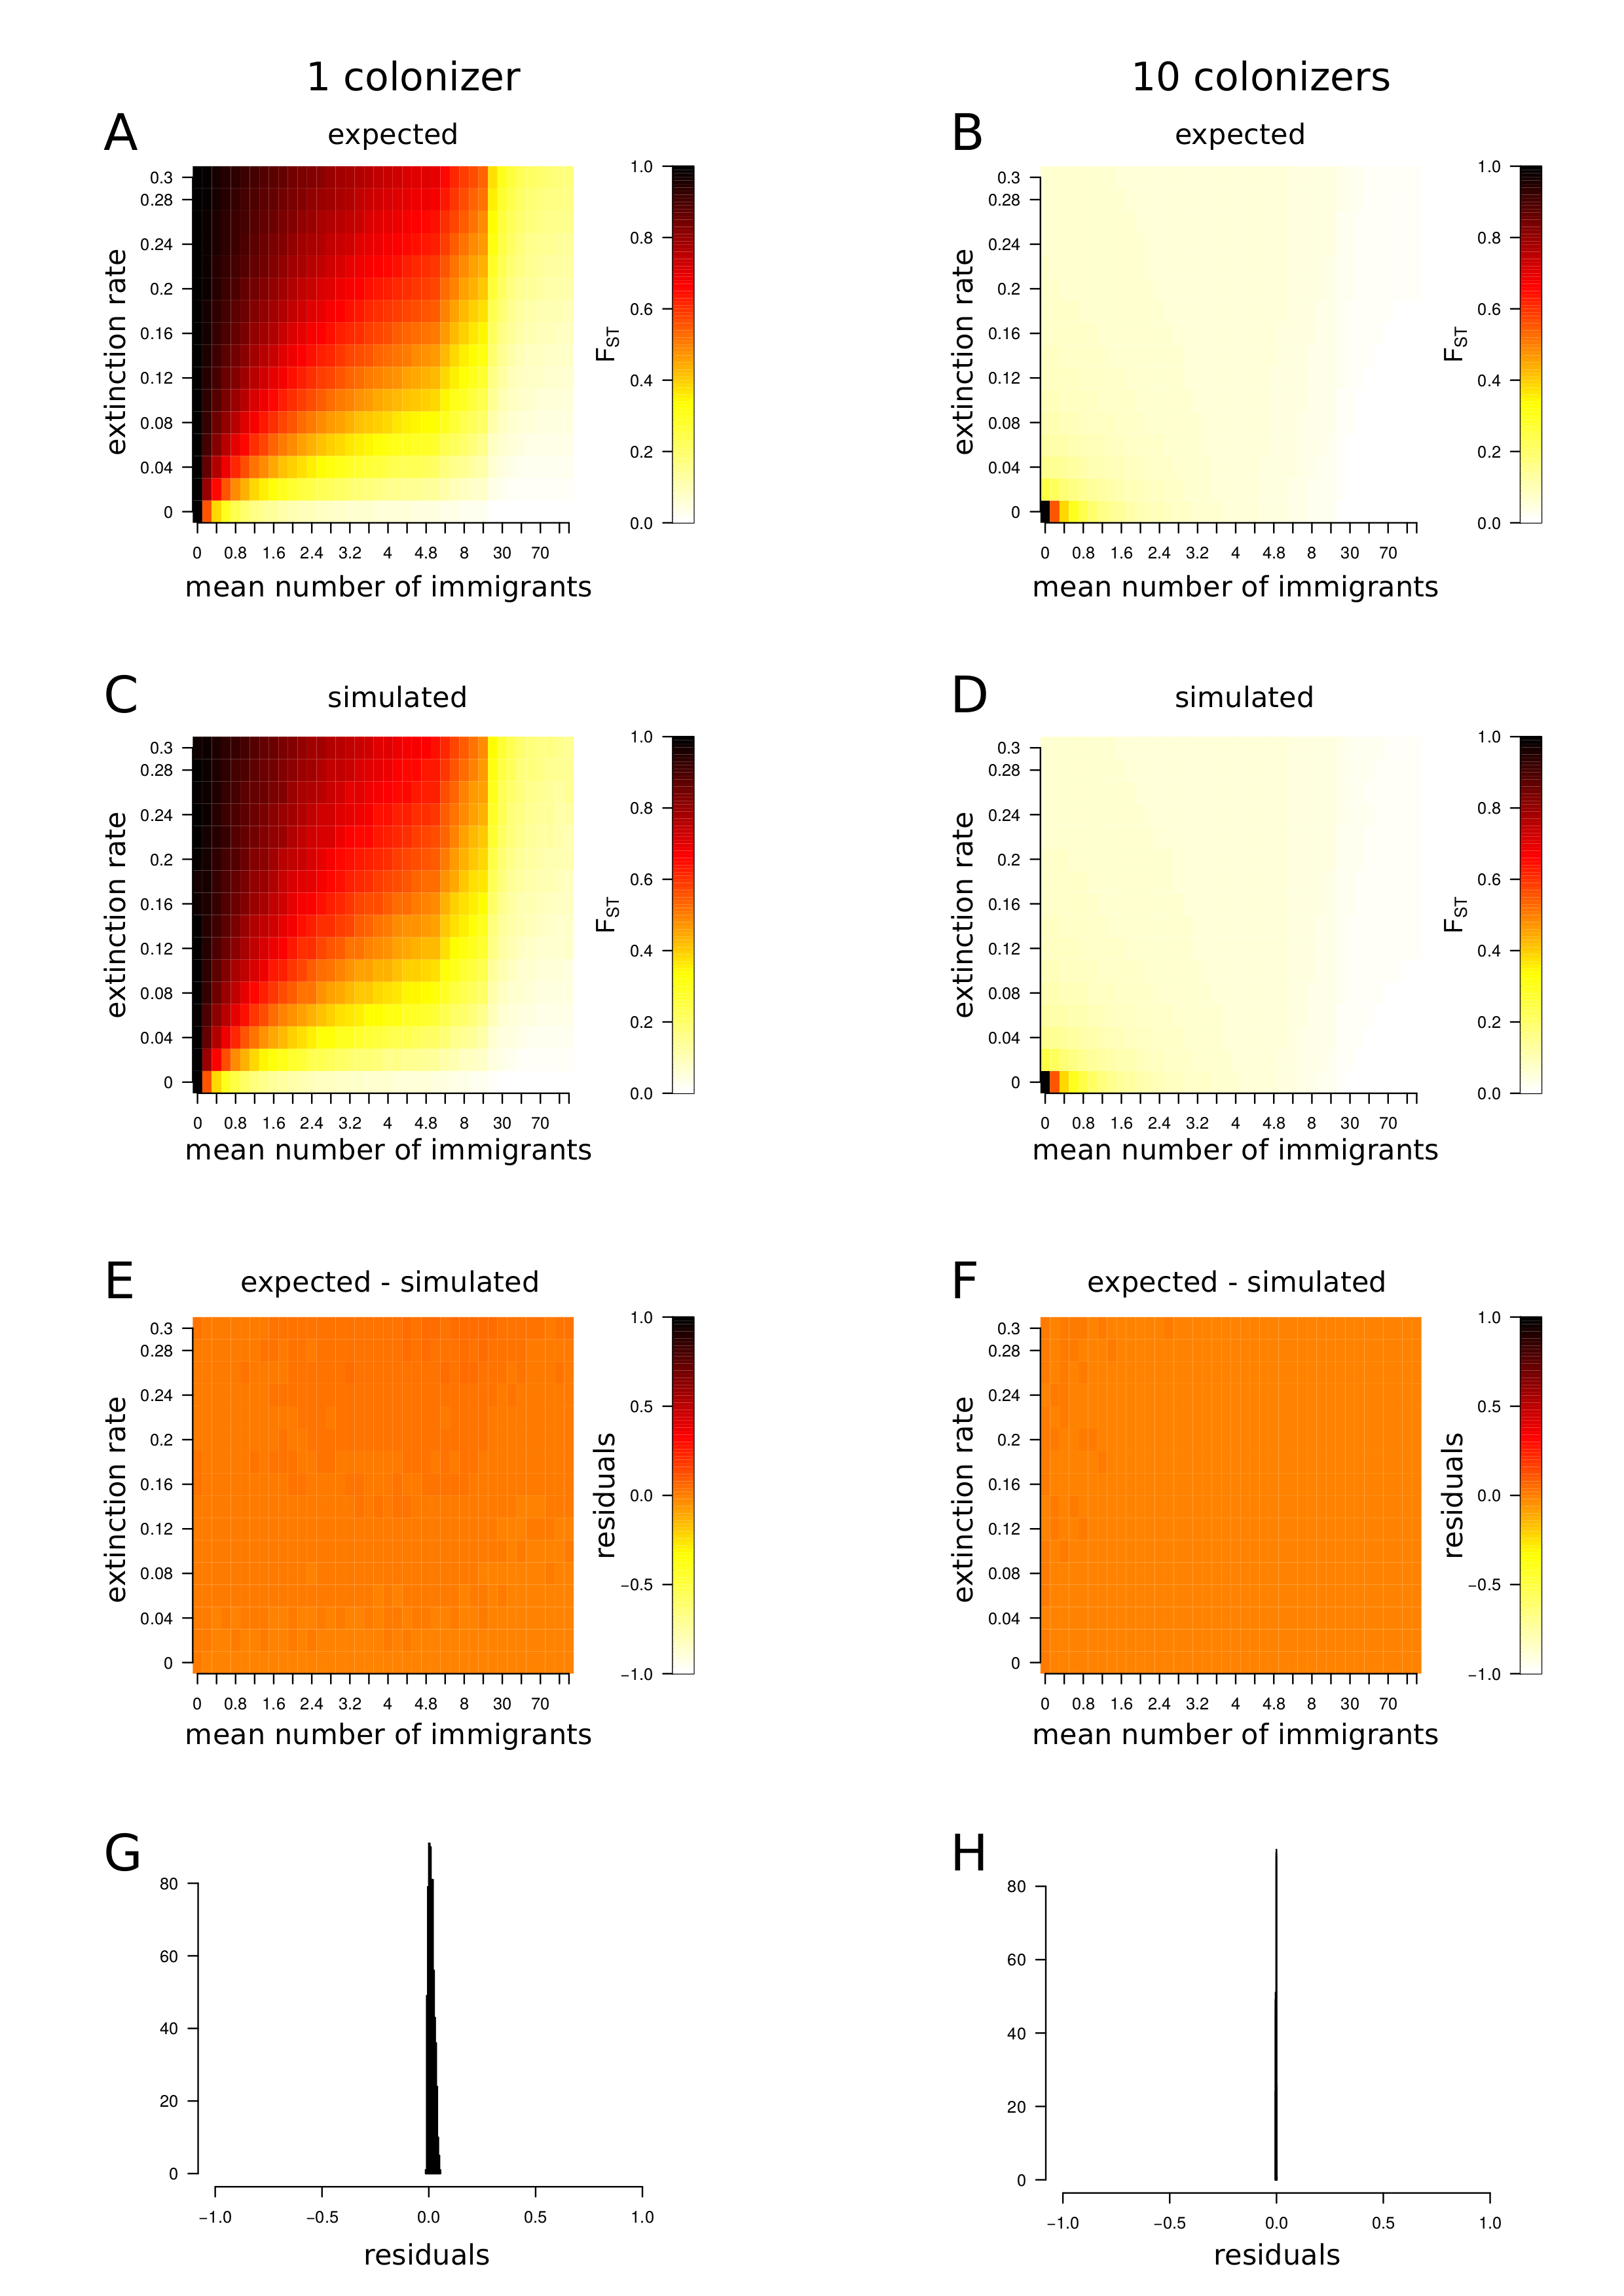 1 colonizer
10 colonizers
A
expected
extinction rate
0.3
0.28
0.24
0.2
0.16
0.12
0.08
0.04
0
0 0.8 1.6 2.4 3.2 4 4.8 8 30 70
mean number of immigrants
1.0
0.8
0.6
0.4
0.2
0.0
FST
B
expected
extinction rate
0.3
0.28
0.24
0.2
0.16
0.12
0.08
0.04
0
0 0.8 1.6 2.4 3.2 4 4.8 8 30 70
mean number of immigrants
1.0
0.8
0.6
0.4
0.2
0.0
FST
C
simulated
extinction rate
0.3
0.28
0.24
0.2
0.16
0.12
0.08
0.04
0
0 0.8 1.6 2.4 3.2 4 4.8 8 30 70
mean number of immigrants
1.0
0.8
0.6
0.4
0.2
0.0
FST
D
simulated
extinction rate
0.3
0.28
0.24
0.2
0.16
0.12
0.08
0.04
0
0 0.8 1.6 2.4 3.2 4 4.8 8 30 70
mean number of immigrants
1.0
0.8
0.6
0.4
0.2
0.0
FST
E
expected - simulated
extinction rate
0.3
0.28
0.24
0.2
0.16
0.12
0.08
0.04
0
0 0.8 1.6 2.4 3.2 4 4.8 8 30 70
mean number of immigrants
1.0
0.5
0.0
−0.5
−1.0
residuals
F
expected - simulated
extinction rate
0.3
0.28
0.24
0.2
0.16
0.12
0.08
0.04
0
0 0.8 1.6 2.4 3.2 4 4.8 8 30 70
mean number of immigrants
1.0
0.5
0.0
−0.5
−1.0
residuals
G
80
60
40
20
0
−1.0 −0.5 0.0 0.5 1.0
residuals
H
80
60
40
20
0
−1.0 −0.5 0.0 0.5 1.0
residuals